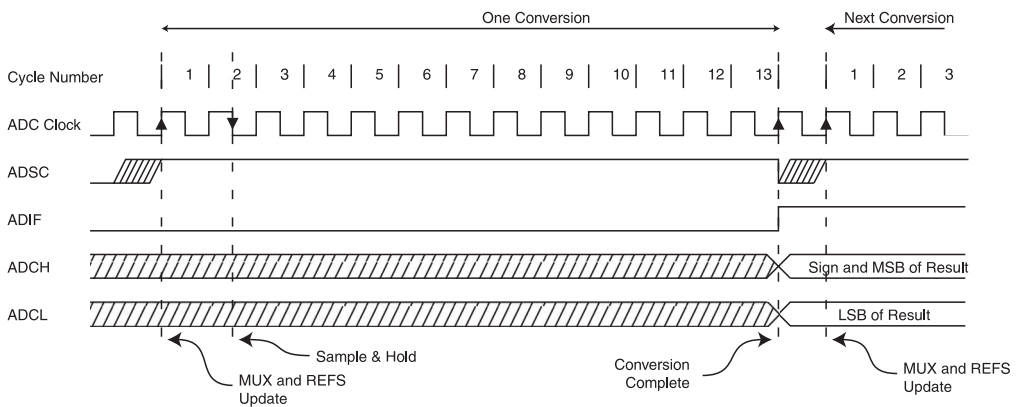 One Conversion
Next Conversion
Cycle Number 1 2 3 4 5 6 7 8 9 10 11 12 13 1 2 3
ADC Clock
ADSC
ADIF
ADCH
Sign and MSB of Result
ADCL
LSB of Result
MUX and REFS
Update
Sample & Hold
Conversion
Complete
MUX and REFS
Update